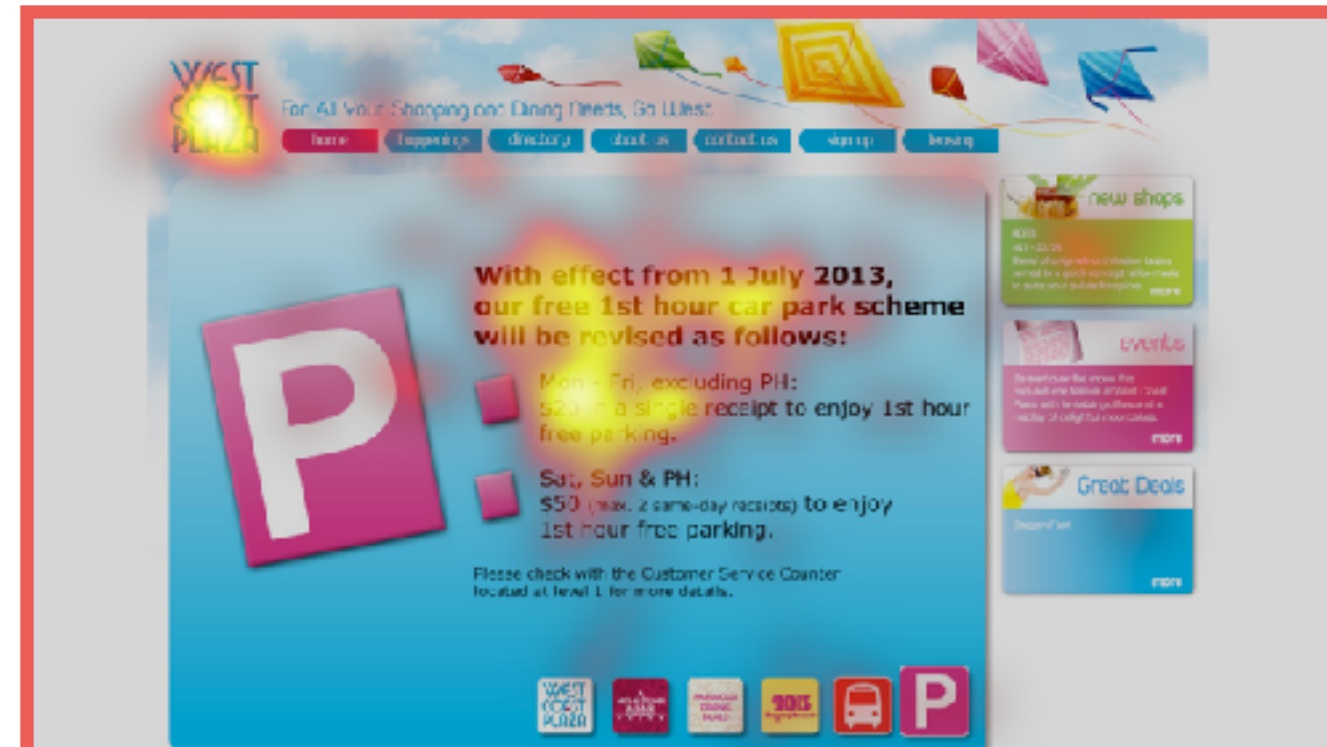 WEST
COAST
PLAZA
For All Your Shopping and Dining Needs, Go West.
home happenings directory about us contact us sign up leasing
new shops
more
With effect from 1 July 2013,
our free 1st hour car park scheme
will be revised as follows:
Mon - Fri, excluding PH:
$20 in a single receipt to enjoy 1st hour
free parking.
Sat, Sun & PH:
$50 (max. 2 same-day receipts) to enjoy
1st hour free parking.
Please check with the Customer Service Counter
located at level 1 for more details.
P
events
more
Great Deals
more
WEST
COAST
PLAZA
2013
P